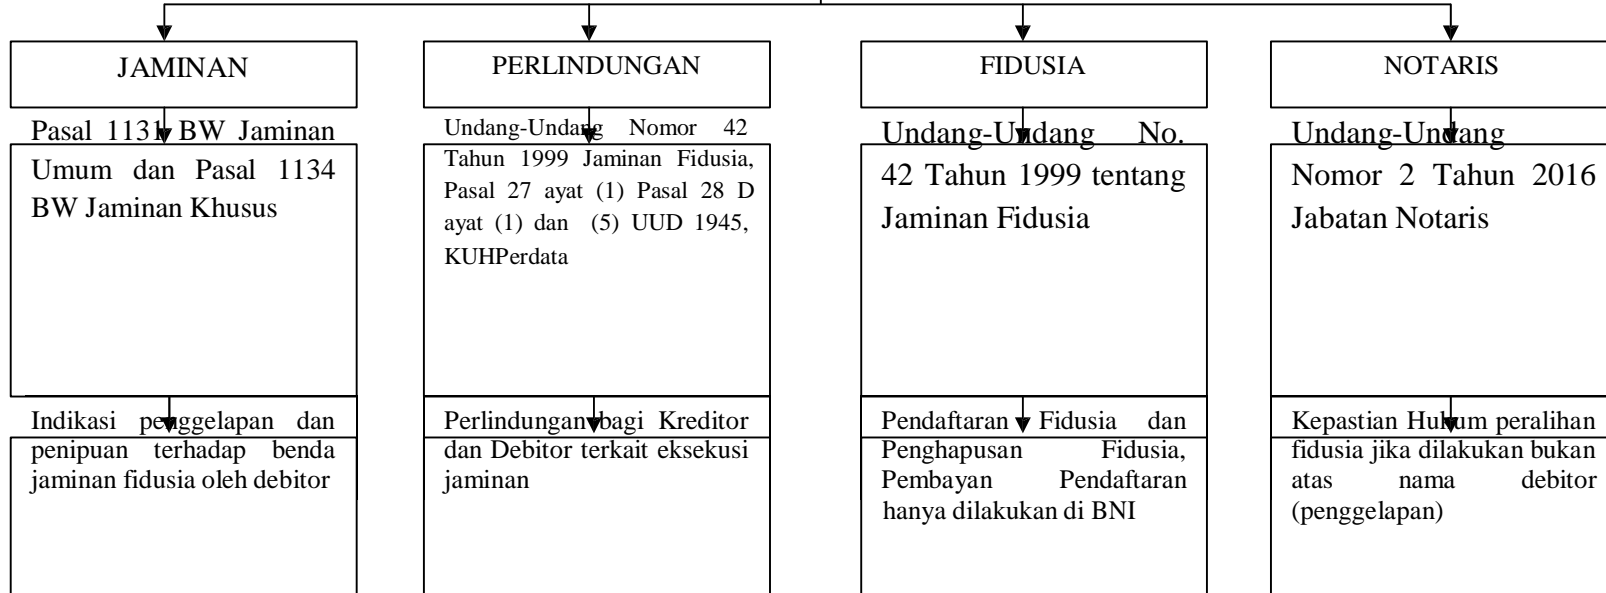 JAMINAN
PERLINDUNGAN
FIDUSIA
NOTARIS
Pasal 1131 BW Jaminan
Umum dan Pasal 1134
BW Jaminan Khusus
Undang-Undang Nomor 42
Tahun 1999 Jaminan Fidusia,
Pasal 27 ayat (1) Pasal 28 D
ayat (1) dan (5) UUD 1945,
KUHPerdata
Undang-Undang No.
42 Tahun 1999 tentang
Jaminan Fidusia
Undang-Undang
Nomor 2 Tahun 2016
Jabatan Notaris
Indikasi penggelapan dan
penipuan terhadap benda
jaminan fidusia oleh debitor
Perlindungan bagi Kreditor
dan Debitor terkait eksekusi
jaminan
Pendaftaran Fidusia dan
Penghapusan Fidusia,
Pembayan Pendaftaran
hanya dilakukan di BNI
Kepastian Hukum peralihan
fidusia jika dilakukan bukan
atas nama debitor
(penggelapan)